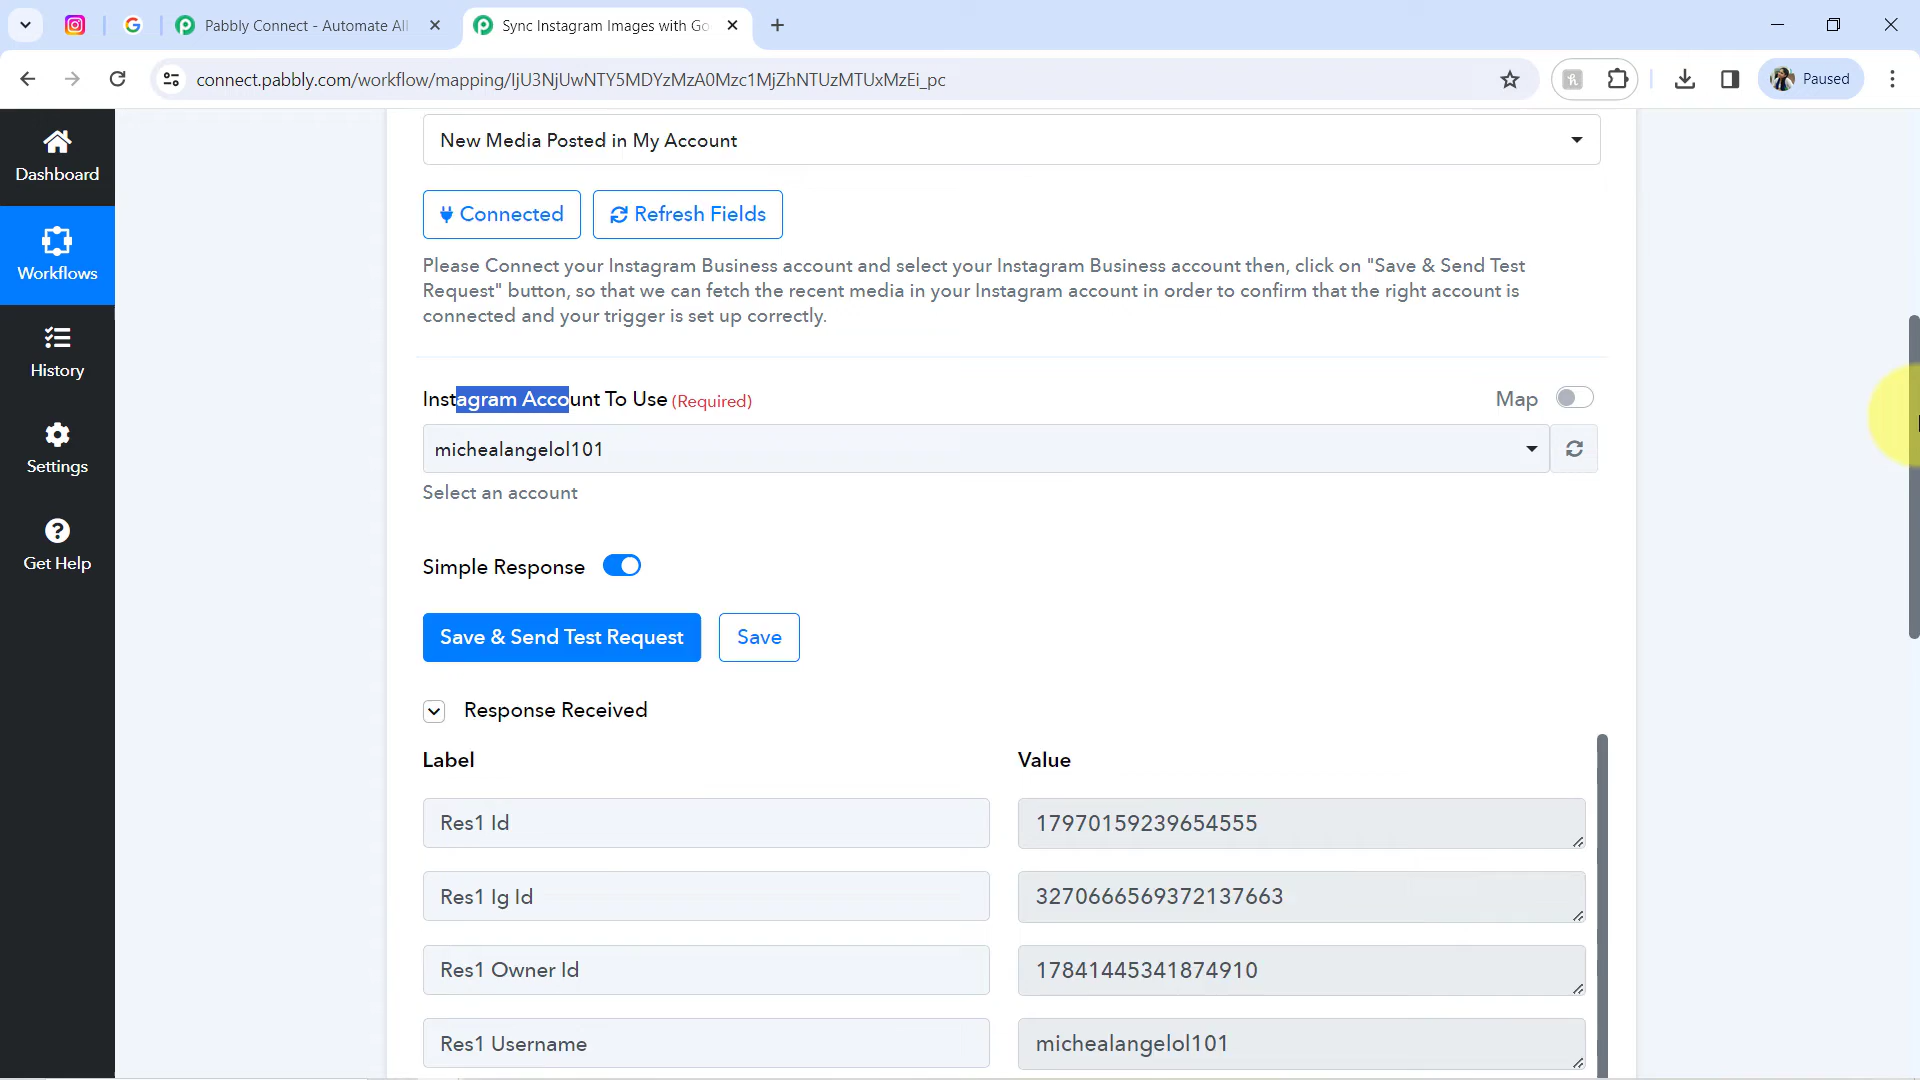 Pabbly Connect - Automate All
Sync Instagram Images with Go
connect.pabbly.com/workflow/mapping/IjU3NjUwNTY5MDYzMzA0Mzc1MjZhNTUzMTUxMzEi_pc
Paused
Dashboard
Workflows
History
Settings
Get Help
New Media Posted in My Account
Connected
Refresh Fields
Please Connect your Instagram Business account and select your Instagram Business account then, click on "Save & Send Test
Request" button, so that we can fetch the recent media in your Instagram account in order to confirm that the right account is
connected and your trigger is set up correctly.
Instagram Account To Use (Required)
Map
michealangelol101
Select an account
Simple Response
Save & Send Test Request
Save
Response Received
Label
Value
Res1 Id
17970159239654555
Res1 Ig Id
3270666569372137663
Res1 Owner Id
17841445341874910
Res1 Username
michealangelol101